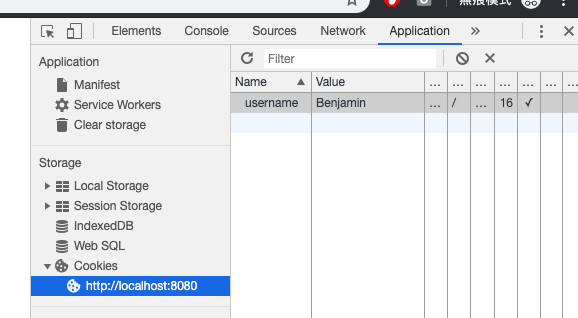 無痕模式
Elements Console Sources Network Application »
Application
Manifest
Service Workers
Clear storage
Storage
Local Storage
Session Storage
IndexedDB
Web SQL
Cookies
http://localhost:8080
Filter
Name Value ... ... ... ... ... ... ...
username Benjamin ... / ... 16 ✓